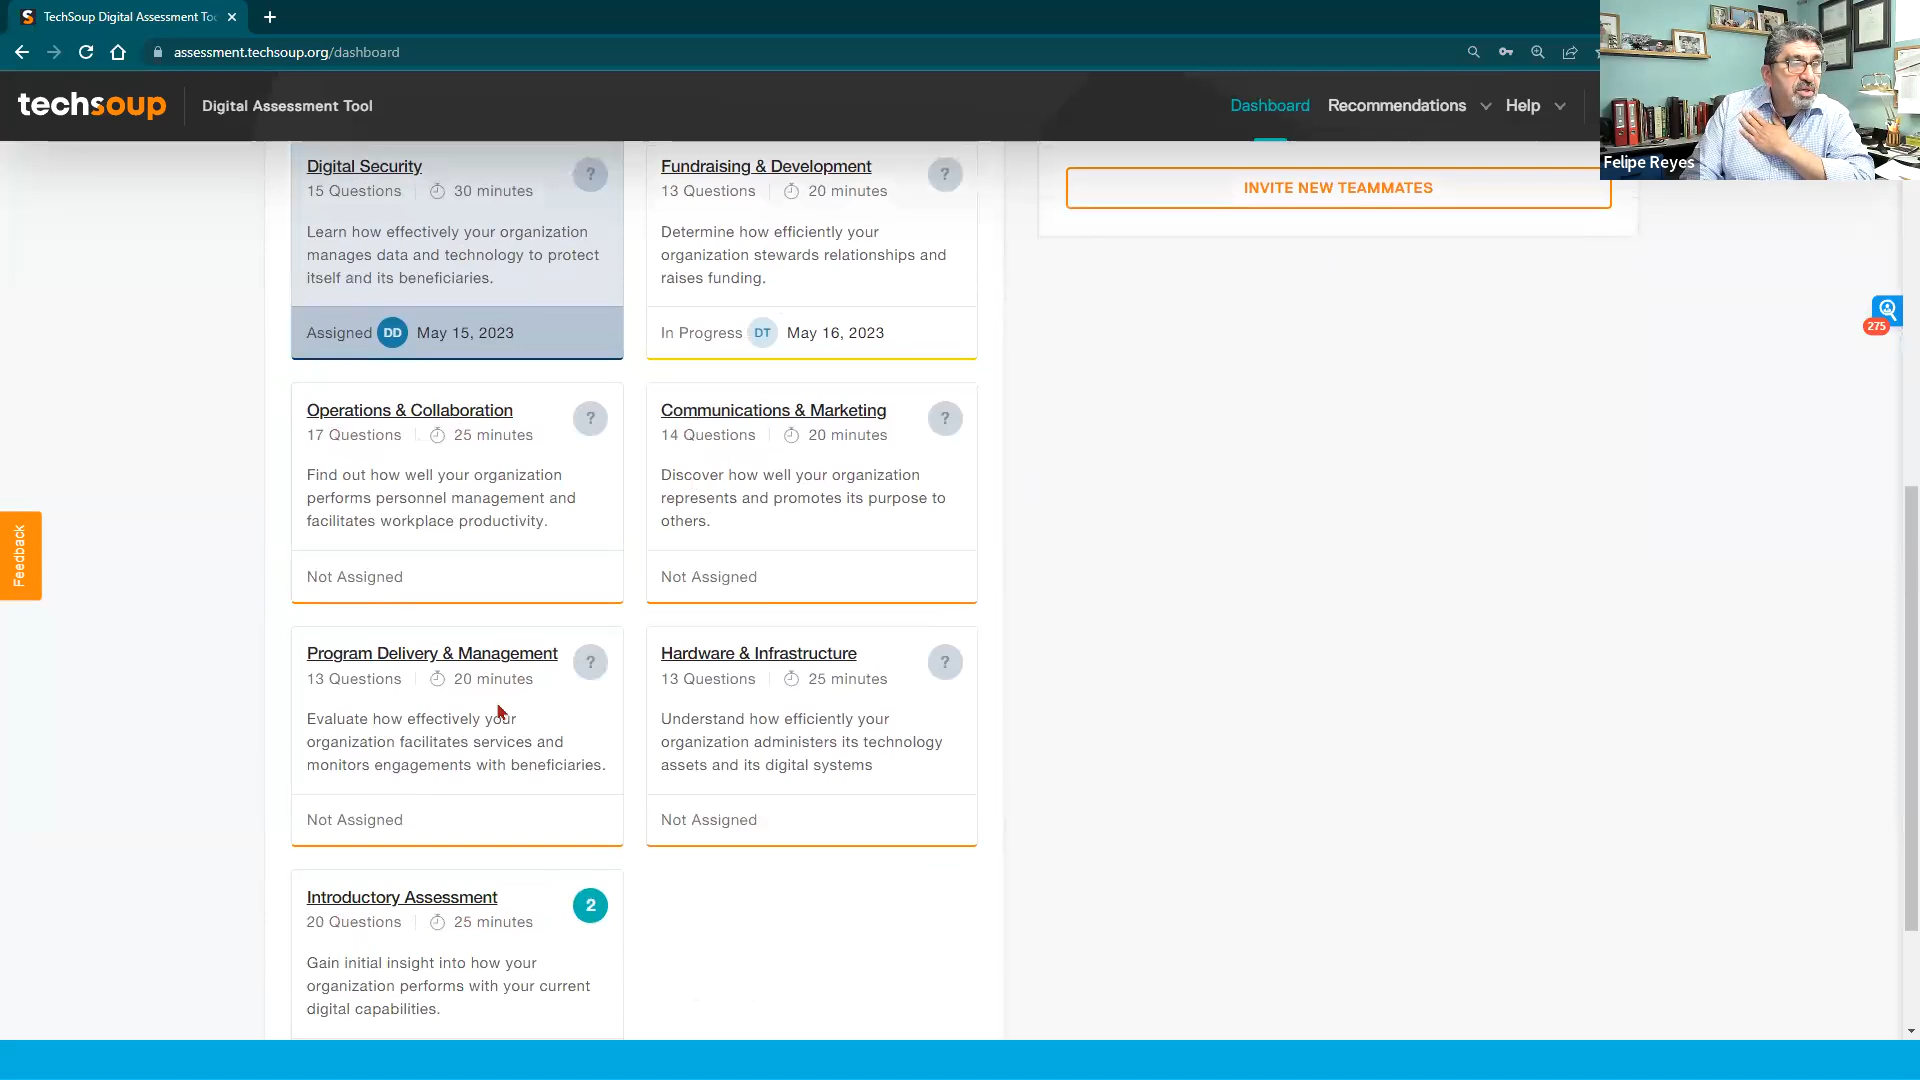 TechSoup Digital Assessment Too
assessment.techsoup.org/dashboard
techsoup
Digital Assessment Tool
Dashboard
Recommendations
Help
Felipe Reyes
Digital Security
?
15 Questions
30 minutes
Learn how effectively your organization
manages data and technology to protect
itself and its beneficiaries.
Assigned DD May 15, 2023
Fundraising & Development
?
13 Questions
20 minutes
Determine how efficiently your
organization stewards relationships and
raises funding.
In Progress DT May 16, 2023
INVITE NEW TEAMMATES
275
Operations & Collaboration
?
17 Questions
25 minutes
Find out how well your organization
performs personnel management and
facilitates workplace productivity.
Not Assigned
Communications & Marketing
?
14 Questions
20 minutes
Discover how well your organization
represents and promotes its purpose to
others.
Not Assigned
Feedback
Program Delivery & Management
?
13 Questions
20 minutes
Evaluate how effectively your
organization facilitates services and
monitors engagements with beneficiaries.
Not Assigned
Hardware & Infrastructure
?
13 Questions
25 minutes
Understand how efficiently your
organization administers its technology
assets and its digital systems
Not Assigned
Introductory Assessment
2
20 Questions
25 minutes
Gain initial insight into how your
organization performs with your current
digital capabilities.